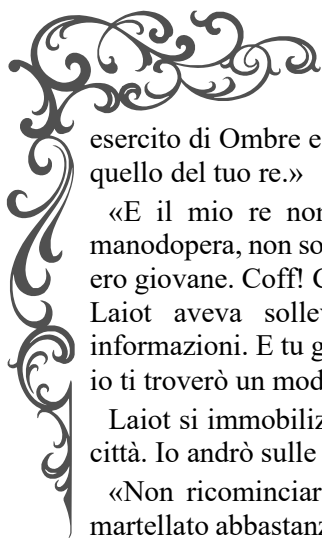 esercito di Ombre e
quello del tuo re.»
«E il mio re non
manodopera, non so
ero giovane. Coff! C
Laiot aveva solle
informazioni. E tu g
io ti troverò un mod
Laiot si immobiliz
città. Io andrò sulle
«Non ricominciar
martellato abbastanz